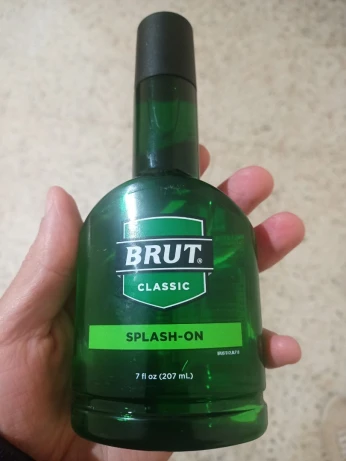 BRUT®
CLASSIC
SPLASH-ON
7 fl oz (207 mL)